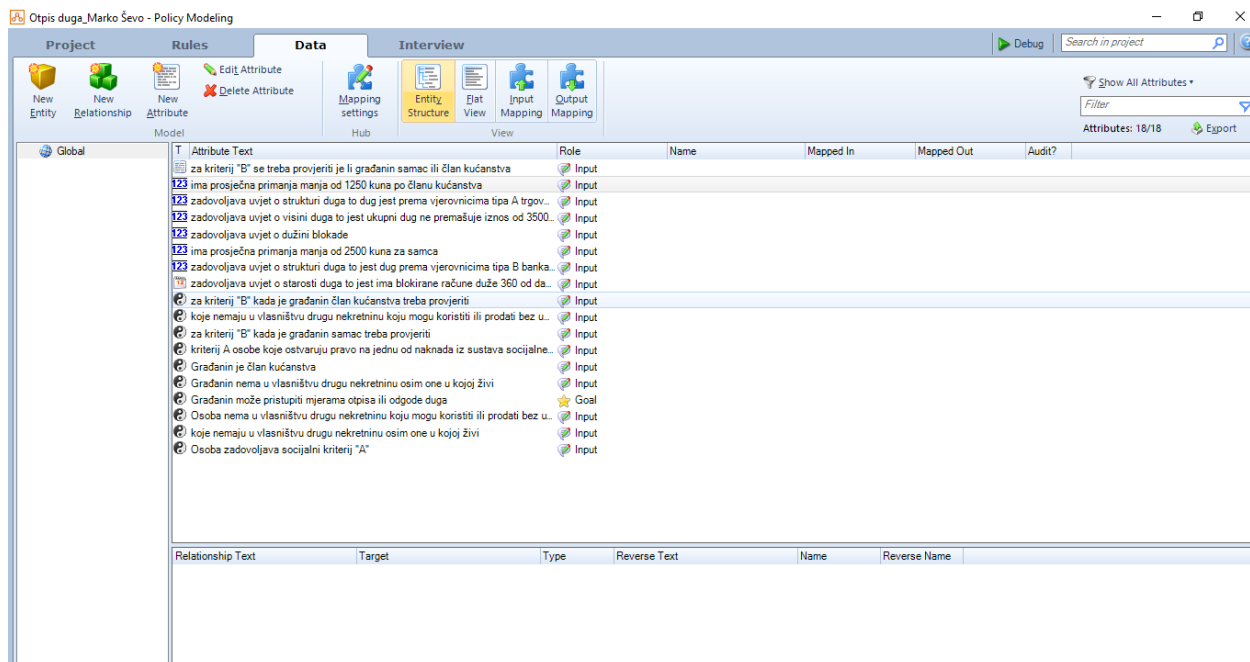 Otpis duga_Marko Ševo - Policy Modeling
Project Rules Data Interview
Debug Search in project
New Entity
New Relationship
New Attribute
Edit Attribute
Delete Attribute
Model
Mapping settings
Hub
Entity Structure
Flat View
Input Mapping
Output Mapping
View
Show All Attributes
Filter
Attributes: 18/18 Export
Global
T Attribute Text Role Name Mapped In Mapped Out Audit?
za kriterij "B" se treba provjeriti je li građanin samac ili član kućanstva Input
123 ima prosječna primanja manja od 1250 kuna po članu kućanstva Input
123 zadovoljava uvjet o strukturi duga to dug jest prema vjerovnicima tipa A trgov... Input
123 zadovoljava uvjet o visini duga to jest ukupni dug ne premašuje iznos od 3500... Input
123 zadovoljava uvjet o dužini blokade Input
123 ima prosječna primanja manja od 2500 kuna za samca Input
123 zadovoljava uvjet o strukturi duga to jest dug prema vjerovnicima tipa B banka... Input
zadovoljava uvjet o starosti duga to jest ima blokirane račune duže 360 od da... Input
za kriterij "B" kada je građanin član kućanstva treba provjeriti Input
koje nemaju u vlasništvu drugu nekretninu koju mogu koristiti ili prodati bez u... Input
za kriterij "B" kada je građanin samac treba provjeriti Input
kriterij A osobe koje ostvaruju pravo na jednu od naknada iz sustava socijalne... Input
Građanin je član kućanstva Input
Građanin nema u vlasništvu drugu nekretninu osim one u kojoj živi Input
Građanin može pristupiti mjerama otpisa ili odgode duga Goal
Osoba nema u vlasništvu drugu nekretninu koju mogu koristiti ili prodati bez u... Input
koje nemaju u vlasništvu drugu nekretninu osim one u kojoj živi Input
Osoba zadovoljava socijalni kriterij "A" Input
Relationship Text Target Type Reverse Text Name Reverse Name